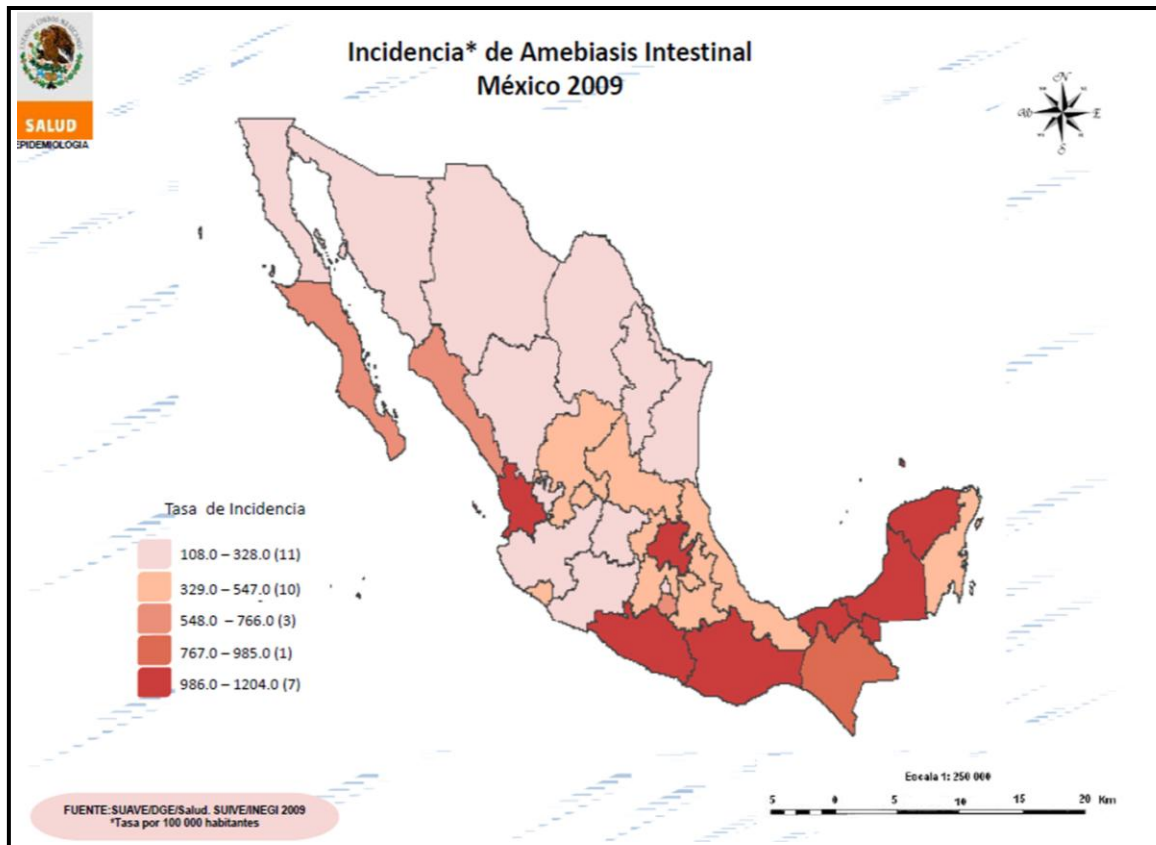 Incidencia* de Amebiasis Intestinal
México 2009
SALUD
EPIDEMIOLOGIA
N
E
S
Tasa de Incidencia
108.0 – 328.0 (11)
329.0 – 547.0 (10)
548.0 – 766.0 (3)
767.0 – 985.0 (1)
986.0 – 1204.0 (7)
Escala 1: 250 000
5 0 5 10 15 20 Km
FUENTE:SUAVE/DGE/Salud. SUIVE/INEGI 2009
*Tasa por 100 000 habitantes